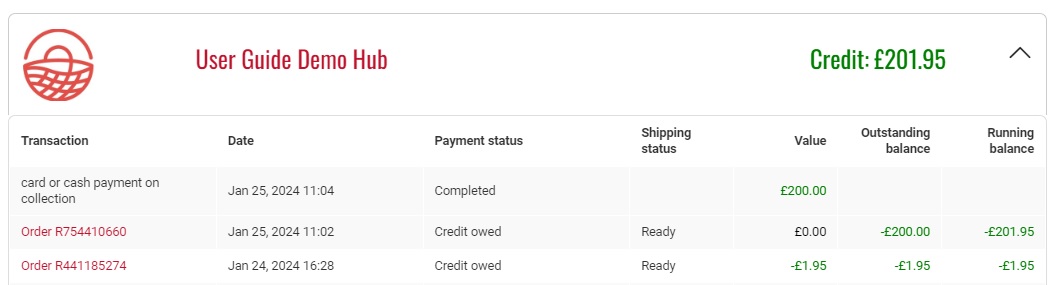 User Guide Demo Hub Credit: £201.95
Transaction Date Payment status Shipping status Value Outstanding balance Running balance
card or cash payment on collection Jan 25, 2024 11:04 Completed £200.00
Order R754410660 Jan 25, 2024 11:02 Credit owed Ready £0.00 -£200.00 -£201.95
Order R441185274 Jan 24, 2024 16:28 Credit owed Ready -£1.95 -£1.95 -£1.95